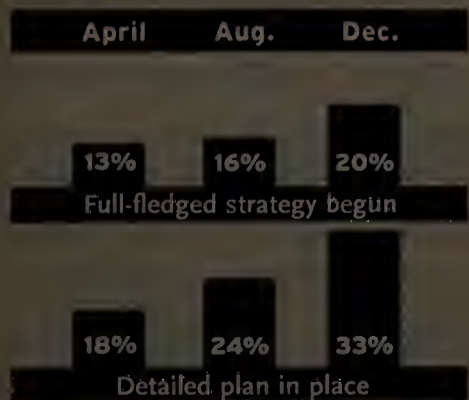 April Aug. Dec.
13% 16% 20%
Full-fledged strategy begun
18% 24% 33%
Detailed plan in place